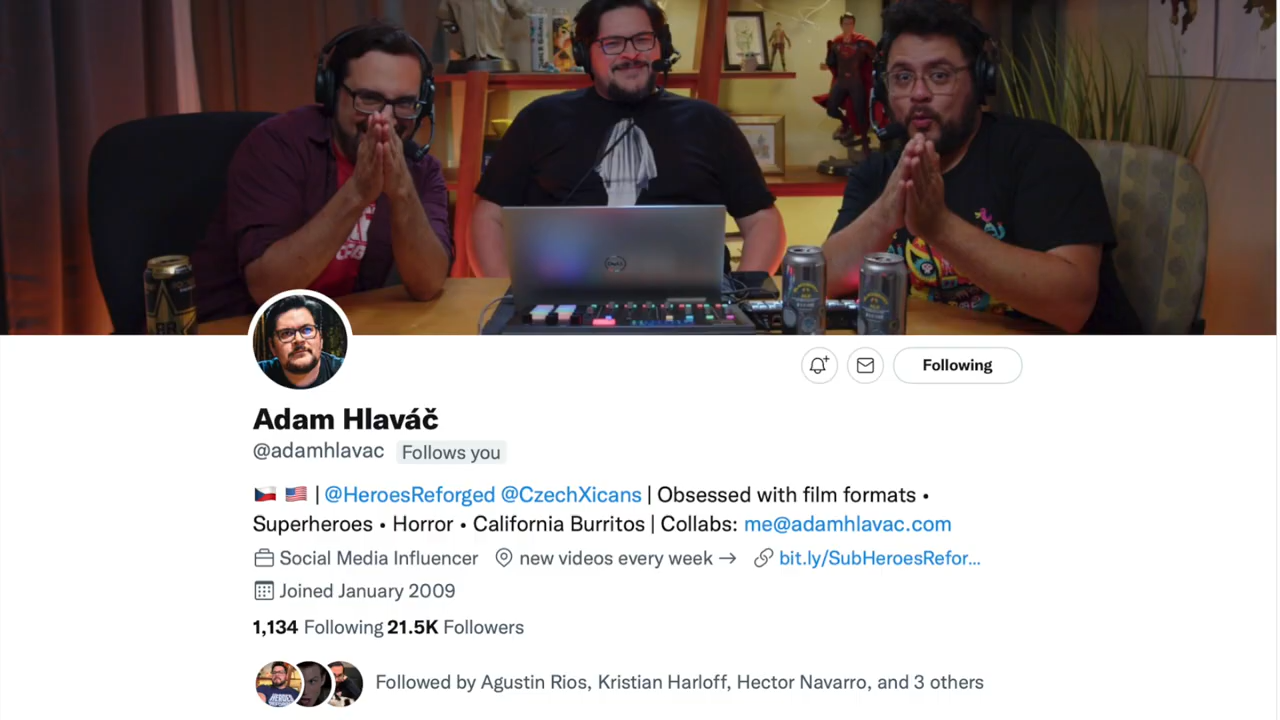 DELL
Following
Adam Hlaváč
@adamhlavac Follows you
🇨🇿 🇺🇸 | @HeroesReforged @CzechXicans | Obsessed with film formats •
Superheroes • Horror • California Burritos | Collabs: me@adamhlavac.com
Social Media Influencer new videos every week → bit.ly/SubHeroesRefor...
Joined January 2009
1,134 Following 21.5K Followers
Followed by Agustin Rios, Kristian Harloff, Hector Navarro, and 3 others